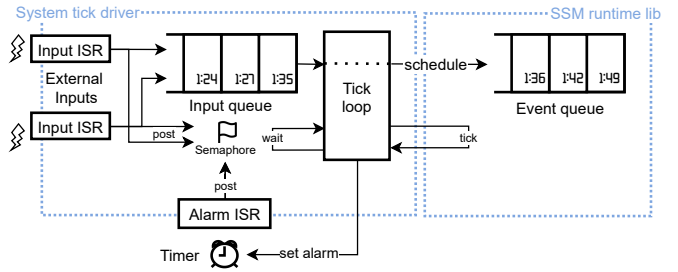 System tick driver
SSM runtime lib
Input ISR
External
Inputs
Input ISR
1:24 1:27 1:35
Input queue
post
Semaphore
wait
Tick
loop
schedule
tick
1:36 1:42 1:49
Event queue
post
Alarm ISR
Timer
set alarm